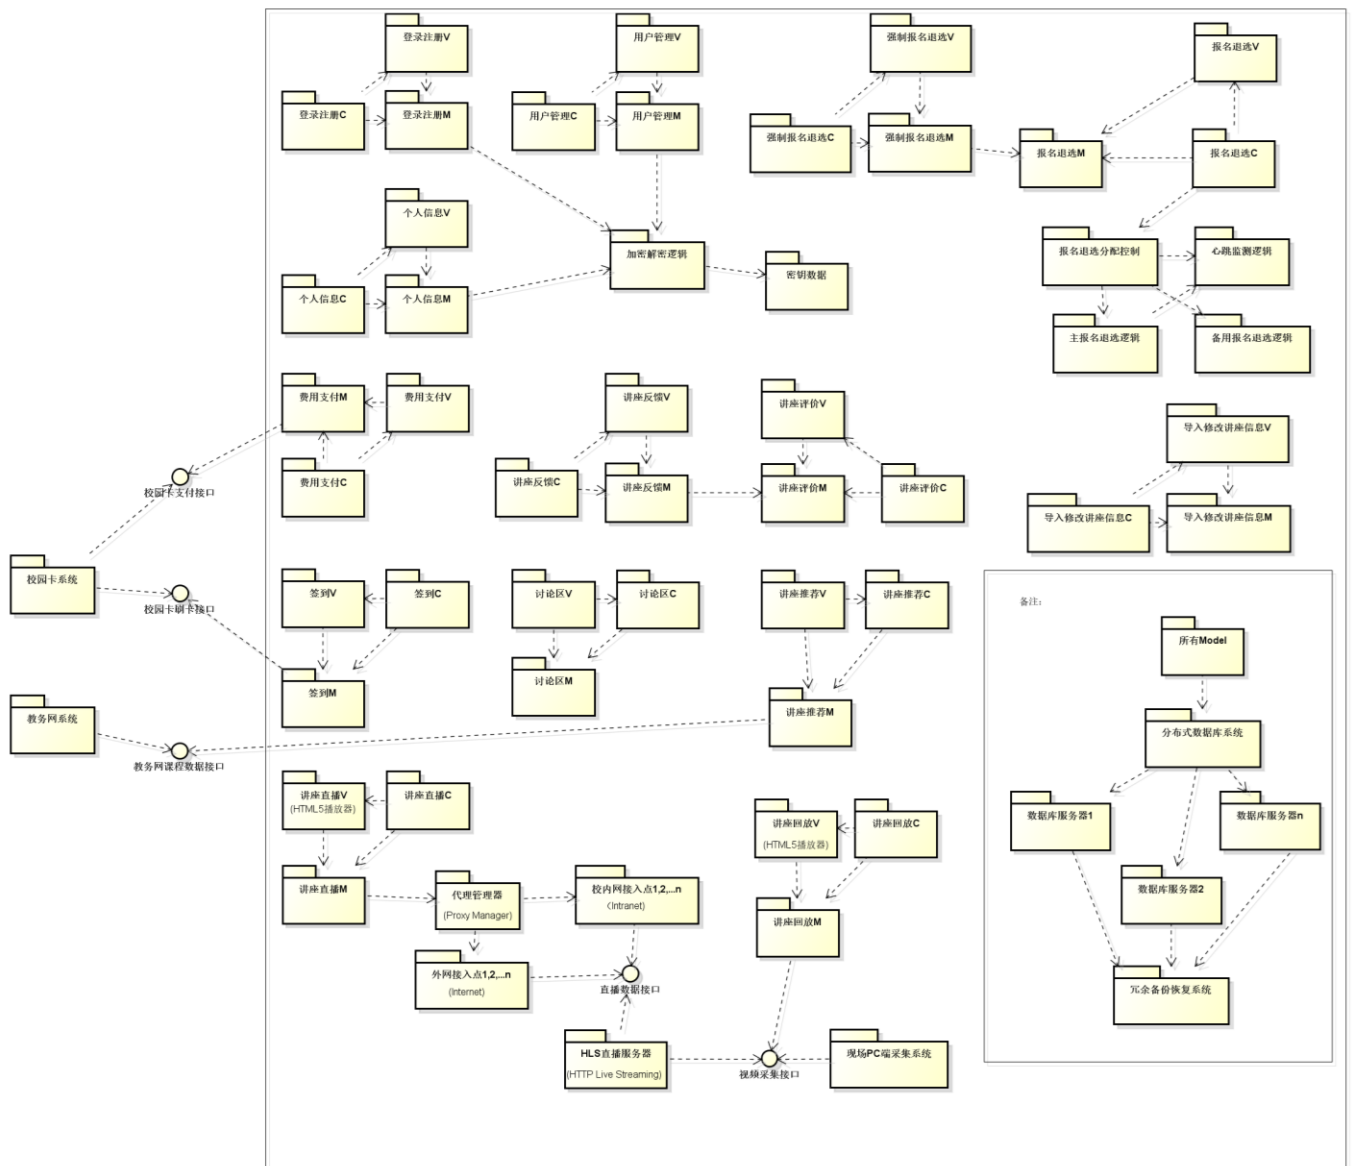 登录注册V
用户管理V
强制报名退选V
报名退选V
登录注册C
登录注册M
用户管理C
用户管理M
强制报名退选C
强制报名退选M
报名退选M
报名退选C
个人信息V
加密解密逻辑
密钥数据
报名退选分配控制
心跳监测逻辑
个人信息C
个人信息M
主报名退选逻辑
备用报名退选逻辑
费用支付M
费用支付V
讲座反馈V
讲座评价V
导入修改讲座信息V
费用支付C
讲座反馈C
讲座反馈M
讲座评价M
讲座评价C
校园卡支付接口
导入修改讲座信息C
导入修改讲座信息M
校园卡系统
校园卡刷卡接口
签到V
签到C
讨论区V
讨论区C
讲座推荐V
讲座推荐C
备注:
所有Model
签到M
讨论区M
讲座推荐M
教务网系统
教务网课程数据接口
分布式数据库系统
讲座直播V
(HTML5播放器)
讲座直播C
讲座回放V
(HTML5播放器)
讲座回放C
数据库服务器1
数据库服务器n
讲座直播M
代理管理器
(Proxy Manager)
校内网接入点1,2,...n
（Intranet)
讲座回放M
数据库服务器2
外网接入点1,2,...n
(Internet)
直播数据接口
冗余备份恢复系统
HLS直播服务器
(HTTP Live Streaming)
视频采集接口
现场PC端采集系统